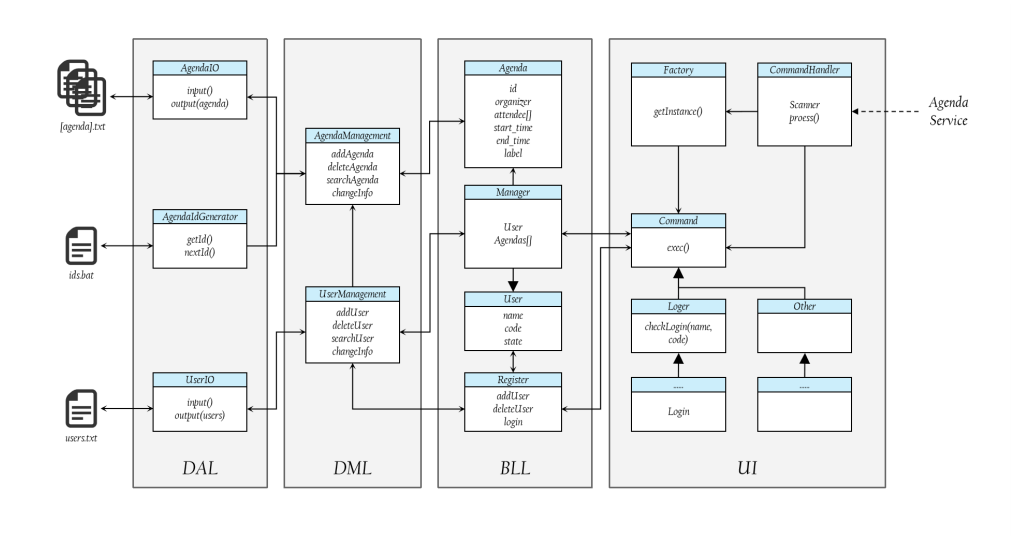 [agenda].txt
ids.bat
users.txt
AgendaIO
input()
output(agenda)
AgendaIdGenerator
getId()
nextId()
UserIO
input()
output(users)
DAL
AgendaManagement
addAgenda
deleteAgenda
searchAgenda
changeInfo
UserManagement
addUser
deleteUser
searchUser
changeInfo
DML
Agenda
id
organizer
attendee[]
start_time
end_time
label
Manager
User
Agendas[]
User
name
code
state
Register
addUser
deleteUser
login
BLL
Factory
getInstance()
CommandHandler
Scanner
procss()
Command
exec()
Loger
checkLogin(name,
code)
Other
.....
Login
.....
UI
Agenda
Service